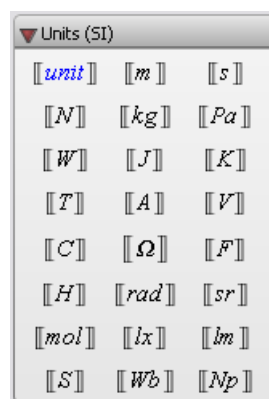 Units (SI)
⟦unit⟧ ⟦m⟧ ⟦s⟧
⟦N⟧ ⟦kg⟧ ⟦Pa⟧
⟦W⟧ ⟦J⟧ ⟦K⟧
⟦T⟧ ⟦A⟧ ⟦V⟧
⟦C⟧ ⟦Ω⟧ ⟦F⟧
⟦H⟧ ⟦rad⟧ ⟦sr⟧
⟦mol⟧ ⟦lx⟧ ⟦lm⟧
⟦S⟧ ⟦Wb⟧ ⟦Np⟧